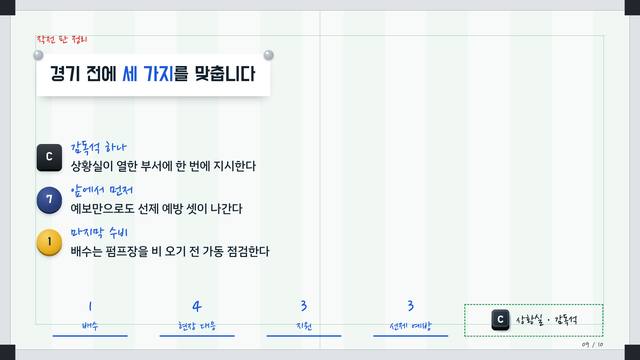 작전 판 정리
경기 전에 세 가지를 맞춥니다
C
감독석 하나
상황실이 열한 부서에 한 번에 지시한다
7
앞에서 먼저
예보만으로도 선제 예방 셋이 나간다
1
마지막 수비
배수는 펌프장을 비 오기 전 가동 점검한다
1
배수
4
현장 대응
3
지원
3
선제 예방
C
상황실 · 감독석
09 / 10